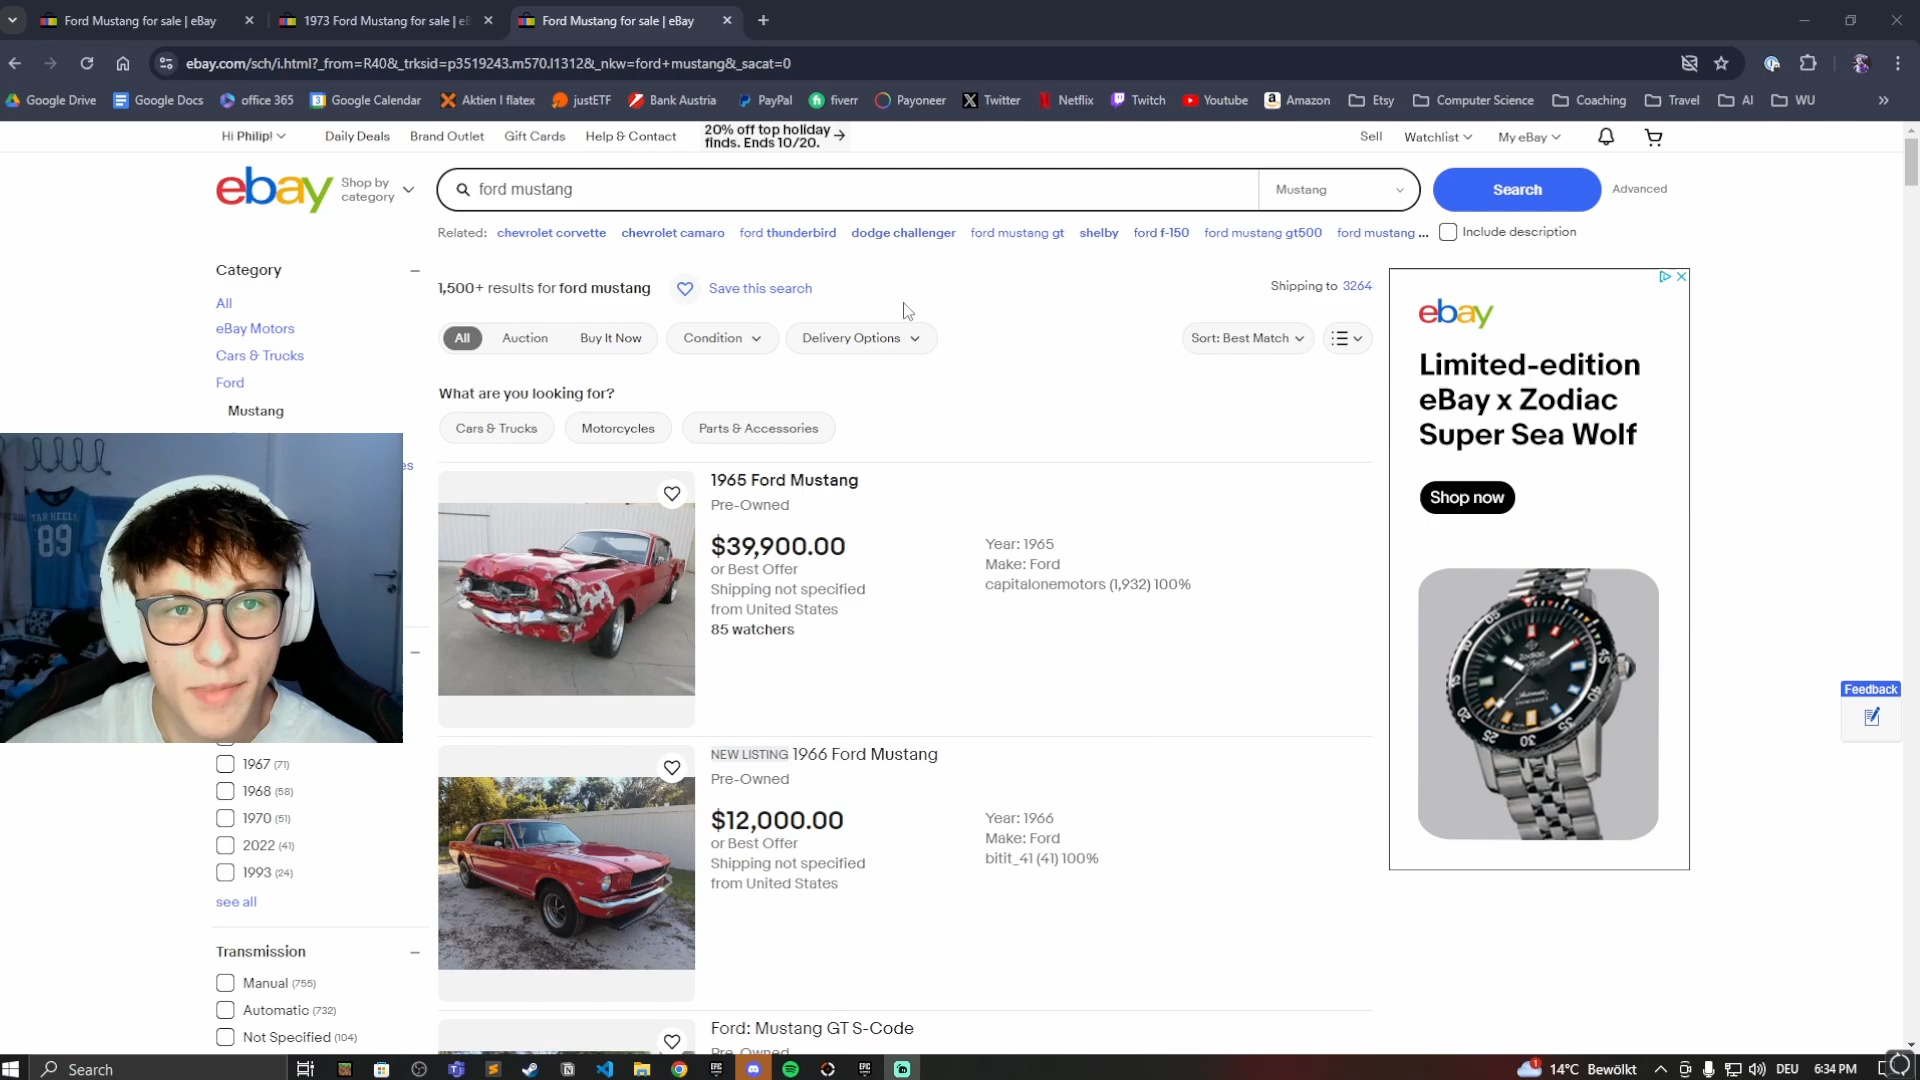 Ford Mustang for sale | eBay
1973 Ford Mustang for sale | eB
Ford Mustang for sale | eBay
ebay.com/sch/i.html?_from=R40&_trksid=p3519243.m570.l1312&_nkw=ford+mustang&_sacat=0
Google Drive
Google Docs
office 365
Google Calendar
Aktien I flatex
justETF
Bank Austria
PayPal
fiverr
Payoneer
Twitter
Netflix
Twitch
Youtube
Amazon
Etsy
Computer Science
Coaching
Travel
AI
WU
Hi Philip!
Daily Deals
Brand Outlet
Gift Cards
Help & Contact
20% off top holiday
finds. Ends 10/20.
Sell
Watchlist
My eBay
ebay
Shop by
category
ford mustang
Mustang
Search
Advanced
Related: chevrolet corvette chevrolet camaro ford thunderbird dodge challenger ford mustang gt shelby ford f-150 ford mustang gt500 ford mustang ...
Include description
Category
All
eBay Motors
Cars & Trucks
Ford
Mustang
es
1,500+ results for ford mustang
Save this search
Shipping to 3264
All
Auction
Buy It Now
Condition
Delivery Options
Sort: Best Match
What are you looking for?
Cars & Trucks
Motorcycles
Parts & Accessories
1965 Ford Mustang
Pre-Owned
$39,900.00
or Best Offer
Shipping not specified
from United States
85 watchers
Year: 1965
Make: Ford
capitalonemotors (1,932) 100%
NEW LISTING 1966 Ford Mustang
Pre-Owned
$12,000.00
or Best Offer
Shipping not specified
from United States
Year: 1966
Make: Ford
bitit_41 (41) 100%
Ford: Mustang GT S-Code
Pre-Owned
ebay
Limited-edition
eBay x Zodiac
Super Sea Wolf
Shop now
Feedback
TAR HEELS
89
1967 (71)
1968 (58)
1970 (51)
2022 (41)
1993 (24)
see all
Transmission
Manual (755)
Automatic (732)
Not Specified (104)
Search
14°C Bewölkt
DEU
6:34 PM